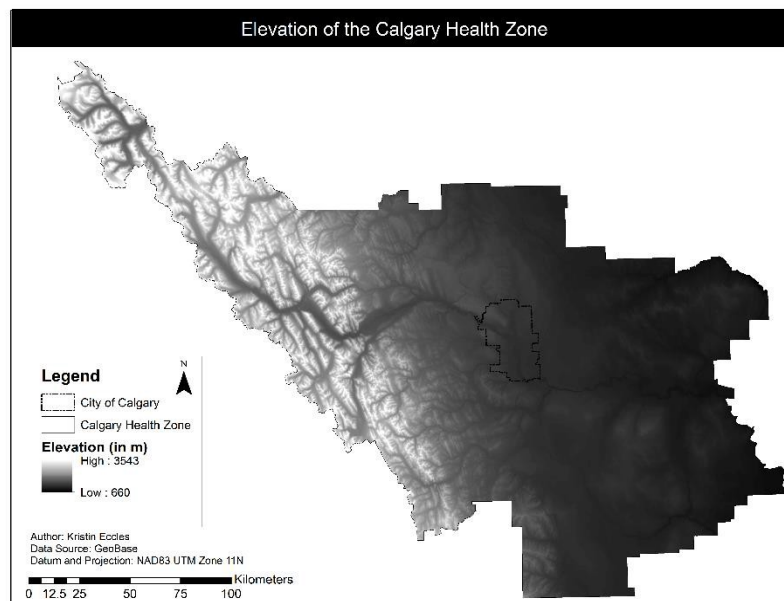 Elevation of the Calgary Health Zone
N
Legend
City of Calgary
Calgary Health Zone
Elevation (in m)
High : 3543
Low : 660
Author: Kristin Eccles
Data Source: GeoBase
Datum and Projection: NAD83 UTM Zone 11N
Kilometers
0 12.5 25 50 75 100